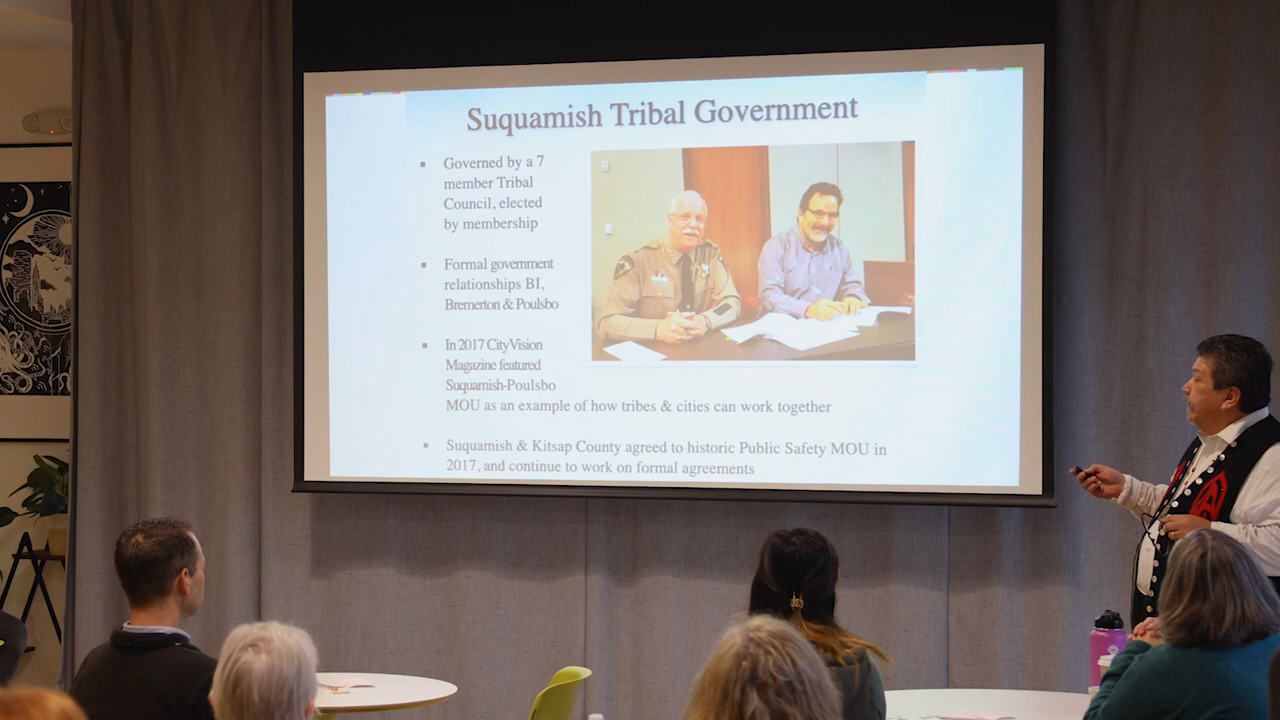 Suquamish Tribal Government
Governed by a 7
member Tribal
Council, elected
by membership
Formal government
relationships BI,
Bremerton & Poulsbo
In 2017 CityVision
Magazine featured
Suquamish-Poulsbo
MOU as an example of how tribes & cities can work together
Suquamish & Kitsap County agreed to historic Public Safety MOU in
2017, and continue to work on formal agreements